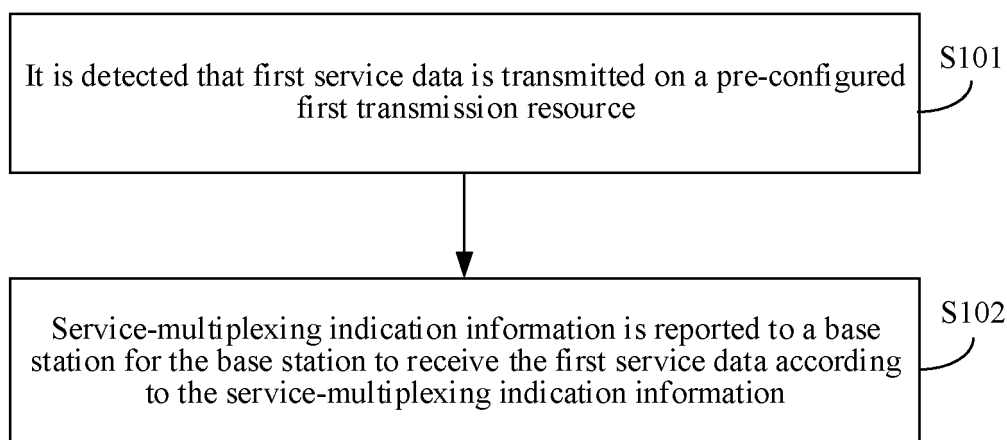 It is detected that first service data is transmitted on a pre-configured
first transmission resource
S101
Service-multiplexing indication information is reported to a base
station for the base station to receive the first service data according
to the service-multiplexing indication information
S102